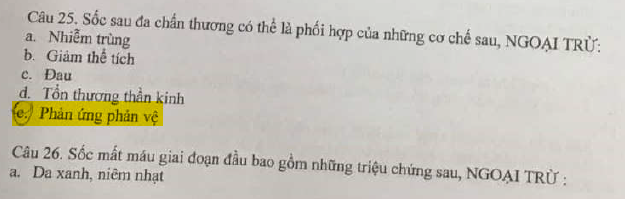 Câu 25. Sốc sau đa chấn thương có thể là phối hợp của những cơ chế sau, NGOẠI TRỪ:
a. Nhiễm trùng
b. Giảm thể tích
c. Đau
d. Tổn thương thần kinh
e. Phản ứng phản vệ
Câu 26. Sốc mất máu giai đoạn đầu bao gồm những triệu chứng sau, NGOẠI TRỪ :
a. Da xanh, niêm nhạt